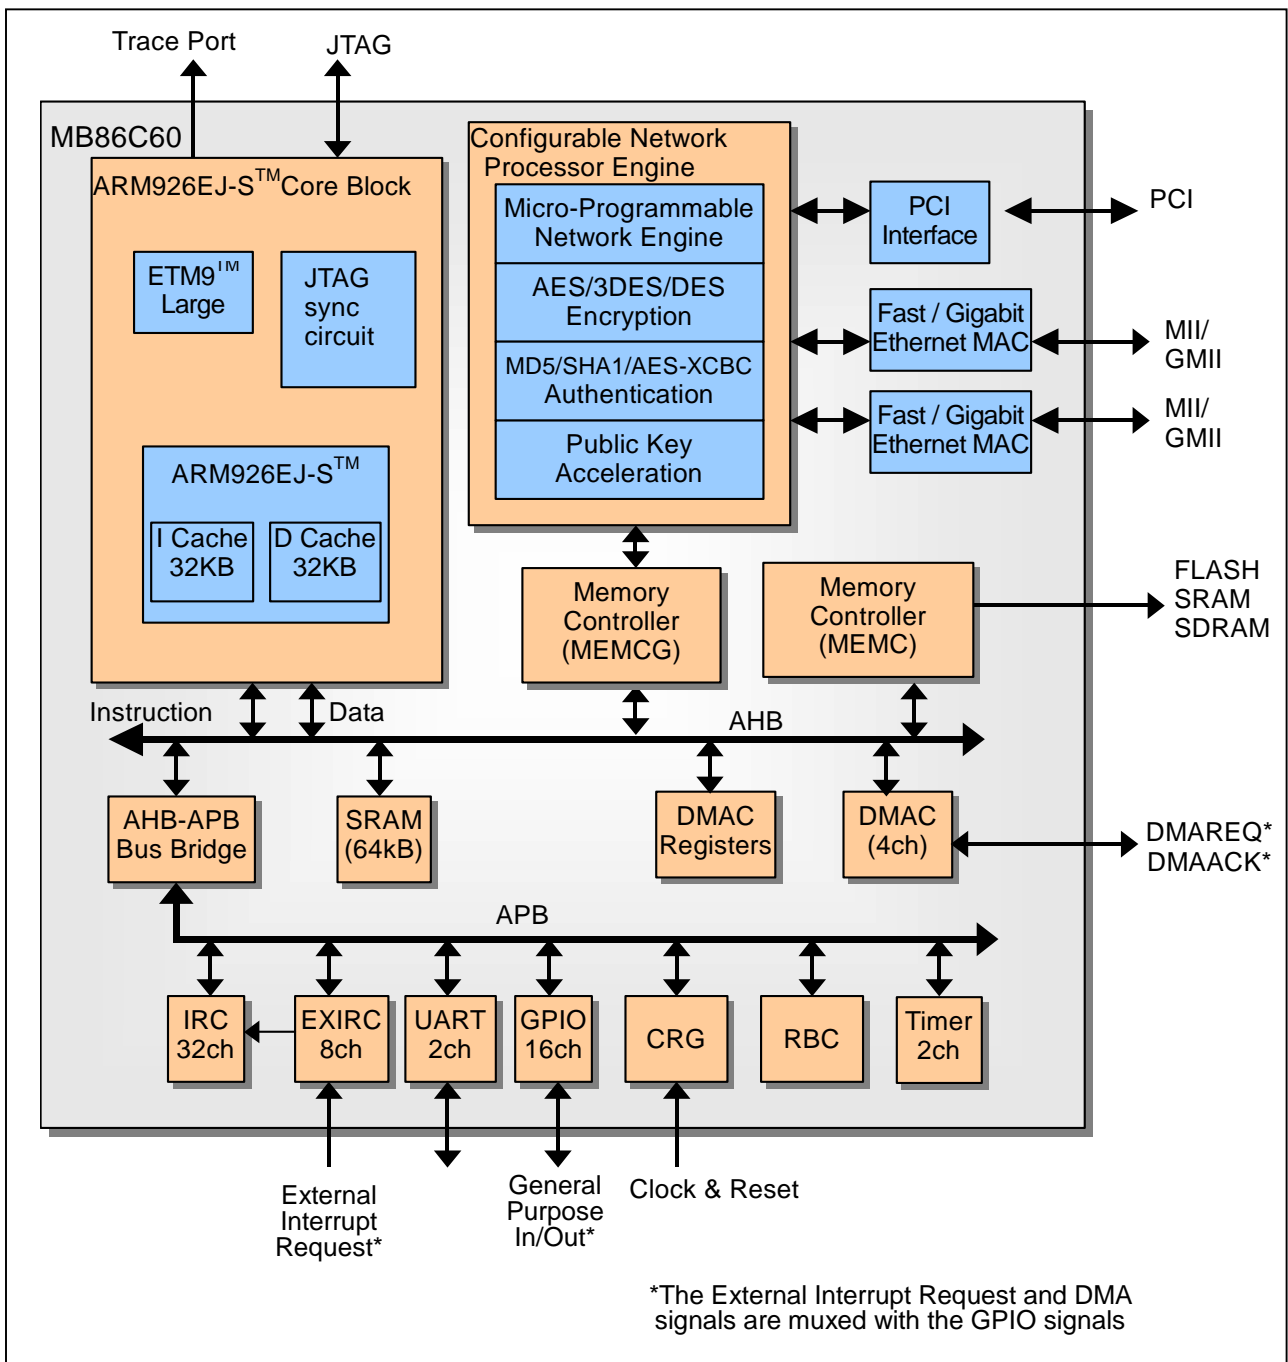 Trace Port
JTAG
MB86C60
ARM926EJ-S™ Core Block
ETM9™
Large
JTAG
sync
circuit
ARM926EJ-S™
I Cache
32KB
D Cache
32KB
Configurable Network
Processor Engine
Micro-Programmable
Network Engine
AES/3DES/DES
Encryption
MD5/SHA1/AES-XCBC
Authentication
Public Key
Acceleration
PCI
Interface
PCI
Fast / Gigabit
Ethernet MAC
MII/
GMII
Fast / Gigabit
Ethernet MAC
MII/
GMII
Memory
Controller
(MEMCG)
Memory
Controller
(MEMC)
FLASH
SRAM
SDRAM
Instruction
Data
AHB
AHB-APB
Bus Bridge
SRAM
(64kB)
DMAC
Registers
DMAC
(4ch)
DMAREQ*
DMAACK*
APB
IRC
32ch
EXIRC
8ch
UART
2ch
GPIO
16ch
CRG
RBC
Timer
2ch
External
Interrupt
Request*
General
Purpose
In/Out*
Clock & Reset
*The External Interrupt Request and DMA
signals are muxed with the GPIO signals